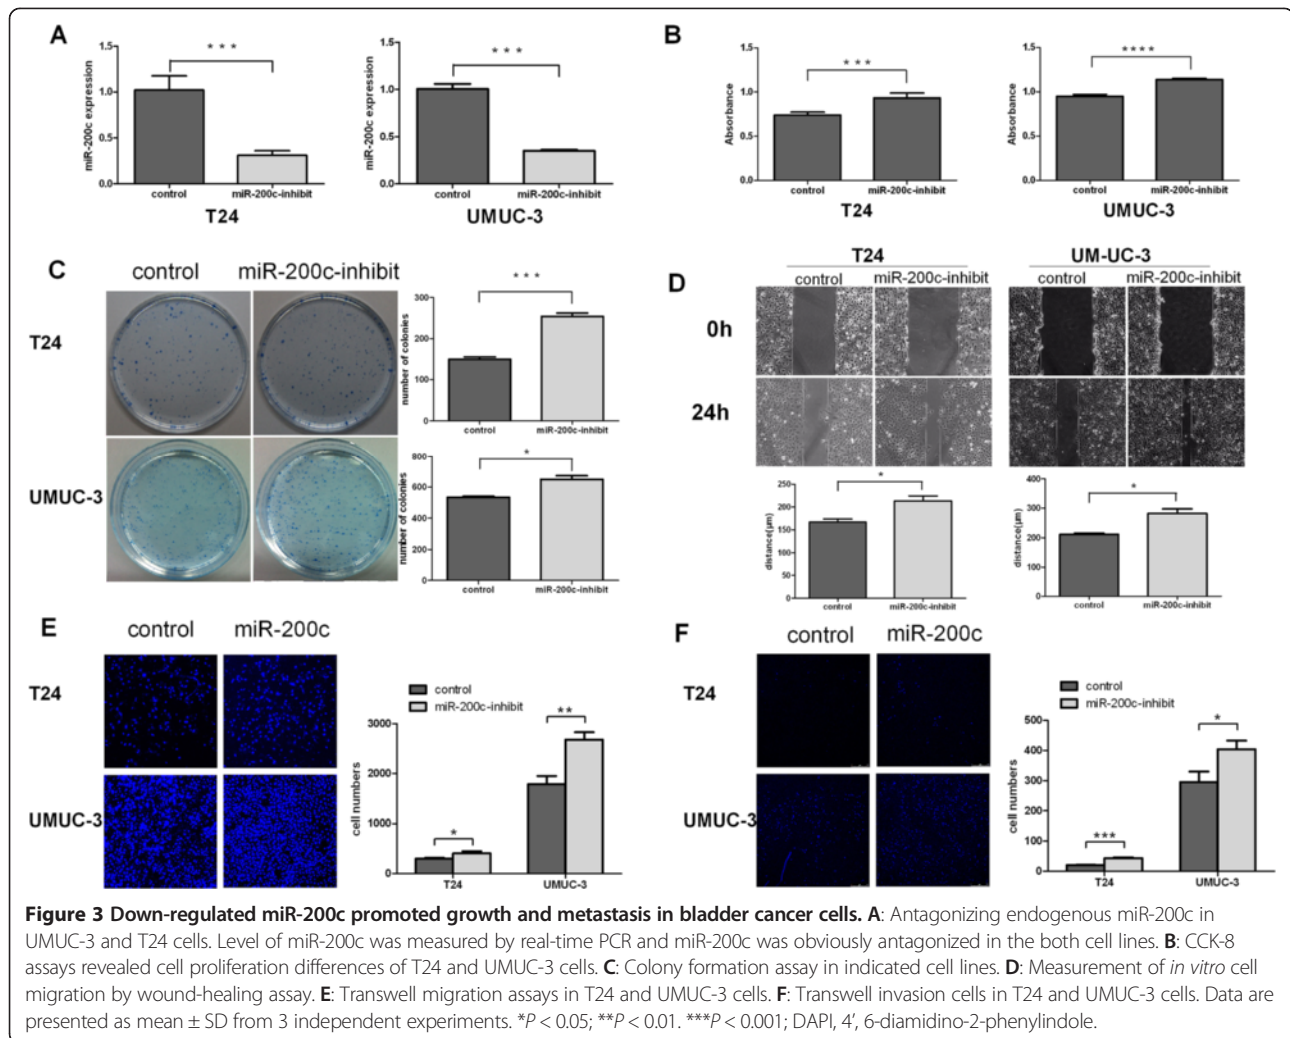 A
1.5
1.0
0.5
0.0
miR-200c expression
* * *
control
miR-200c-inhibit
T24
1.5
1.0
0.5
0.0
miR-200c expression
* * *
control
miR-200c-inhibit
UMUC-3
B
1.5
1.0
0.5
0.0
Absorbance
* * *
control
miR-200c-inhibit
T24
1.5
1.0
0.5
0.0
Absorbance
****
control
miR-200c-inhibit
UMUC-3
C
control
miR-200c-inhibit
T24
UMUC-3
300
200
100
0
number of colonies
* * *
control
miR-200c-inhibit
800
600
400
200
0
number of colonies
*
control
miR-200c-inhibit
D
T24
UM-UC-3
control
miR-200c-inhibit
control
miR-200c-inhibit
0h
24h
250
200
150
100
50
0
distance(μm)
*
control
miR-200c-inhibit
400
300
200
100
0
distance(μm)
*
control
miR-200c-inhibit
E
control
miR-200c
T24
UMUC-3
control
miR-200c-inhibit
3000
2000
1000
0
cell numbers
*
**
T24
UMUC-3
F
control
miR-200c
T24
UMUC-3
control
miR-200c-inhibit
500
400
300
200
100
0
cell numbers
***
*
T24
UMUC-3
Figure 3 Down-regulated miR-200c promoted growth and metastasis in bladder cancer cells. A: Antagonizing endogenous miR-200c in
UMUC-3 and T24 cells. Level of miR-200c was measured by real-time PCR and miR-200c was obviously antagonized in the both cell lines. B: CCK-8
assays revealed cell proliferation differences of T24 and UMUC-3 cells. C: Colony formation assay in indicated cell lines. D: Measurement of in vitro cell
migration by wound-healing assay. E: Transwell migration assays in T24 and UMUC-3 cells. F: Transwell invasion cells in T24 and UMUC-3 cells. Data are
presented as mean ± SD from 3 independent experiments. *P < 0.05; **P < 0.01. ***P < 0.001; DAPI, 4′, 6-diamidino-2-phenylindole.